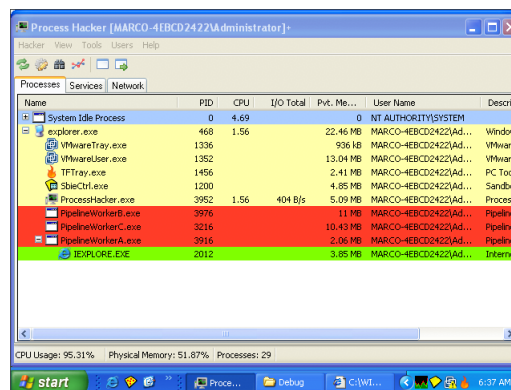 Process Hacker [MARCO-4EBCD2422\Administrator]+
Hacker View Tools Users Help
Processes Services Network
Name PID CPU I/O Total Pvt. Me... User Name Descri
System Idle Process 0 4.69 0 NT AUTHORITY\SYSTEM
explorer.exe 468 1.56 22.46 MB MARCO-4EBCD2422\Ad... Window
VMwareTray.exe 1336 936 kB MARCO-4EBCD2422\Ad... VMwar
VMwareUser.exe 1352 13.04 MB MARCO-4EBCD2422\Ad... VMwar
TFTray.exe 1456 2.41 MB MARCO-4EBCD2422\Ad... PC Too
SbieCtrl.exe 1200 4.85 MB MARCO-4EBCD2422\Ad... Sandb
ProcessHacker.exe 3952 1.56 404 B/s 5.09 MB MARCO-4EBCD2422\Ad... Proces
PipelineWorkerB.exe 3976 11 MB MARCO-4EBCD2422\Ad... Pipelin
PipelineWorkerC.exe 3216 10.43 MB MARCO-4EBCD2422\Ad... Pipelin
PipelineWorkerA.exe 3916 2.06 MB MARCO-4EBCD2422\Ad... Pipelin
IEXPLORE.EXE 2012 3.85 MB MARCO-4EBCD2422\Ad... Intern
CPU Usage: 95.31% Physical Memory: 51.87% Processes: 29
start Proce... Debug C:\WI... 6:37 AM